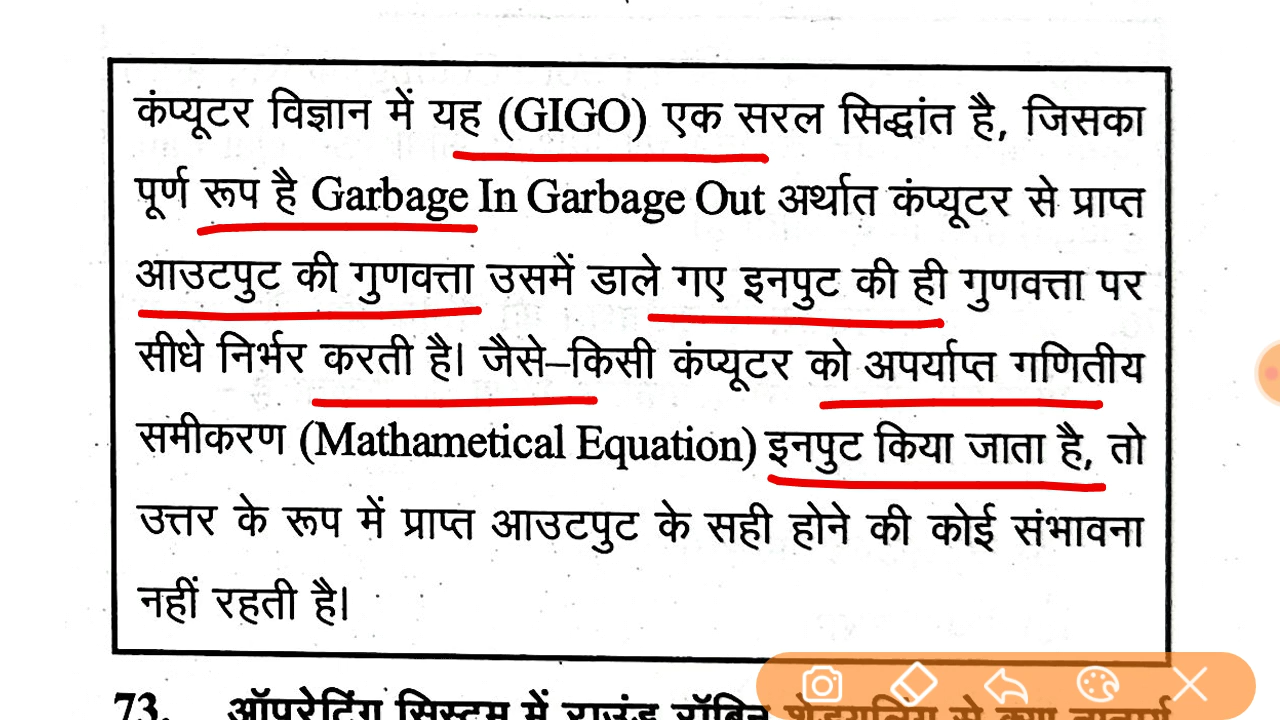 कंप्यूटर विज्ञान में यह (GIGO) एक सरल सिद्धांत है, जिसका
पूर्ण रूप है Garbage In Garbage Out अर्थात कंप्यूटर से प्राप्त
आउटपुट की गुणवत्ता उसमें डाले गए इनपुट की ही गुणवत्ता पर
सीधे निर्भर करती है। जैसे–किसी कंप्यूटर को अपर्याप्त गणितीय
समीकरण (Mathametical Equation) इनपुट किया जाता है, तो
उत्तर के रूप में प्राप्त आउटपुट के सही होने की कोई संभावना
नहीं रहती है।
73. ऑपरेटिंग सिस्टम में राउंड रॉबिन